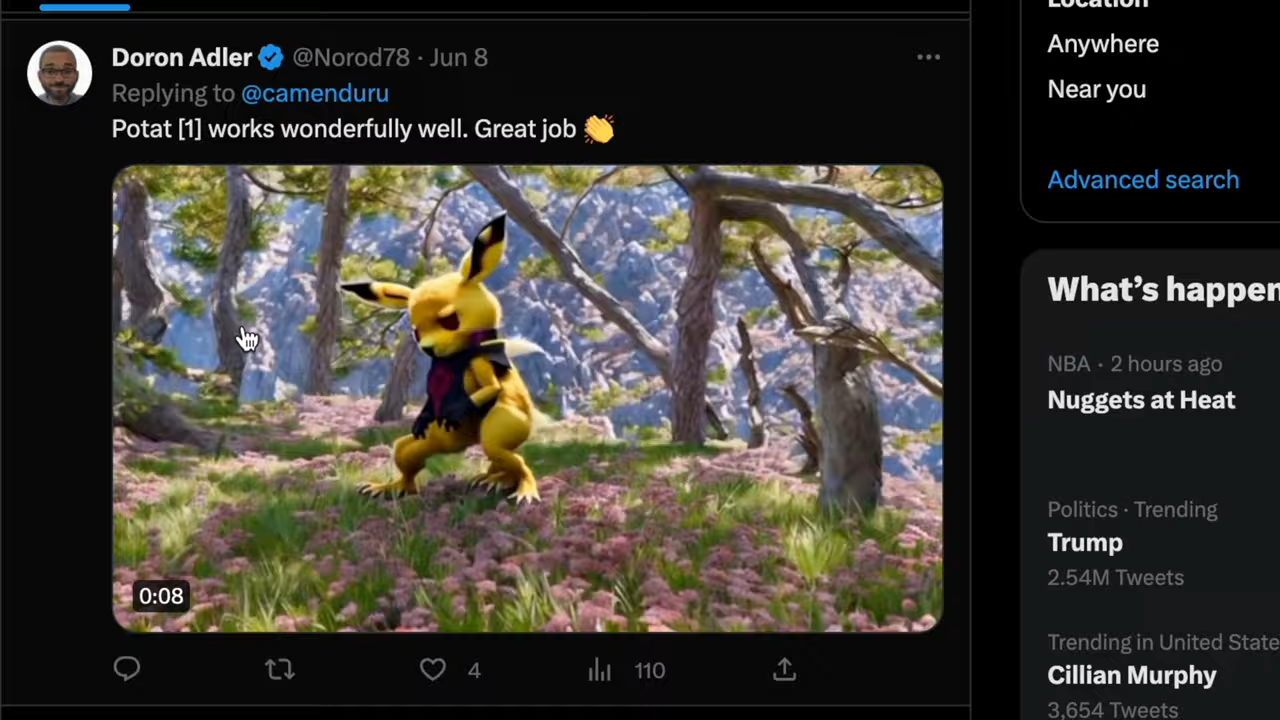 Doron Adler @Norod78 · Jun 8
Replying to @camenduru
Potat [1] works wonderfully well. Great job 👏
0:08
4
110
Location
Anywhere
Near you
Advanced search
What's happen
NBA · 2 hours ago
Nuggets at Heat
Politics · Trending
Trump
2.54M Tweets
Trending in United State
Cillian Murphy
3,654 Tweets